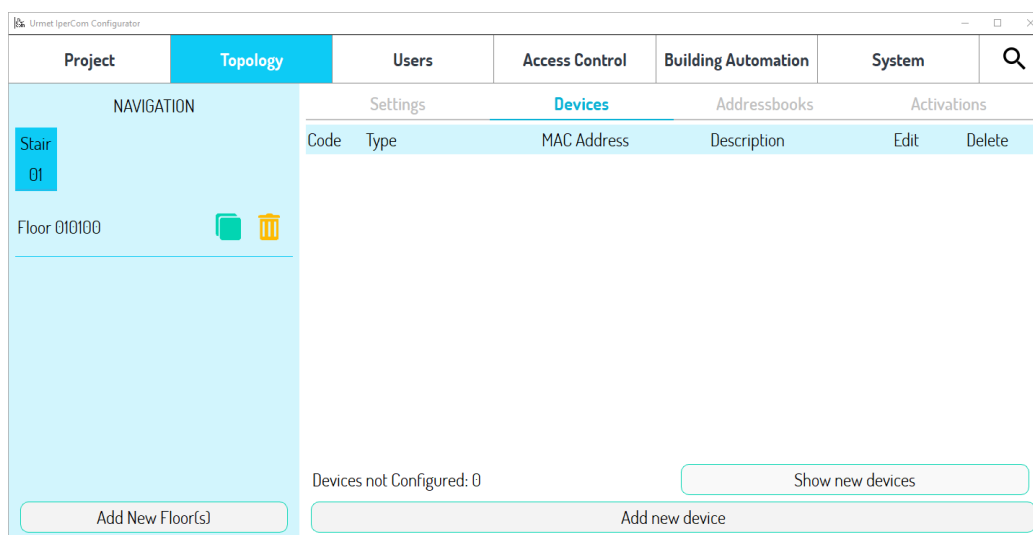 Urmet IperCom Configurator
Project Topology Users Access Control Building Automation System
NAVIGATION
Settings Devices Addressbooks Activations
Code Type MAC Address Description Edit Delete
Stair
01
Floor 010100
Devices not Configured: 0
Show new devices
Add New Floor(s)
Add new device